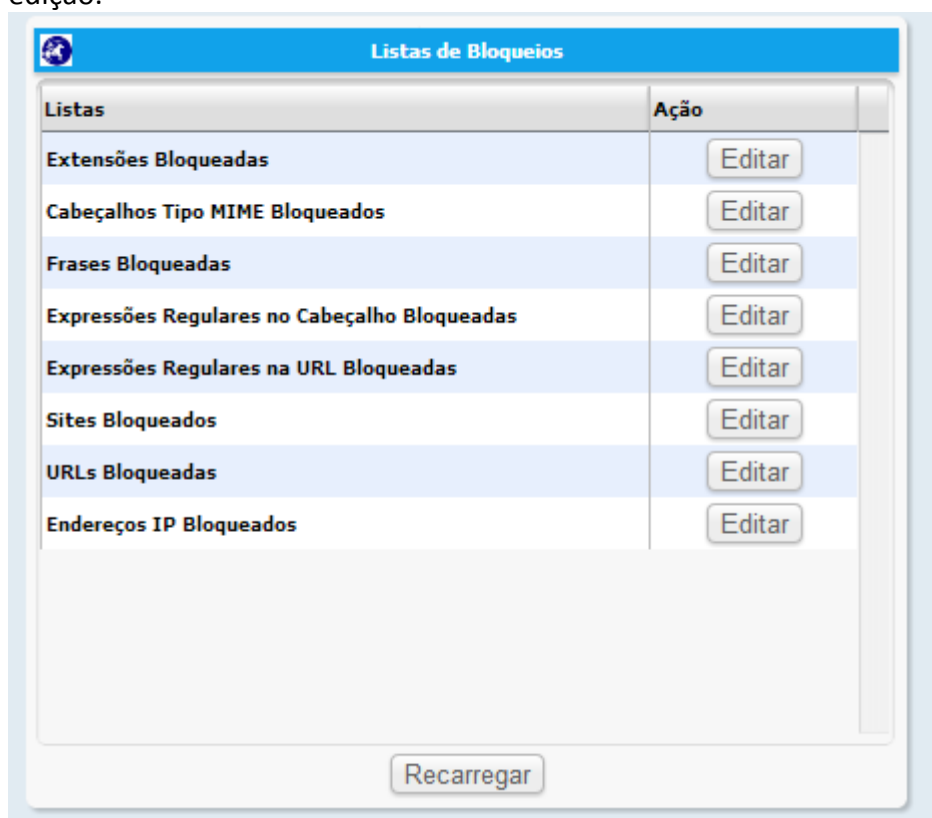 edição.
Listas de Bloqueios
Listas Ação
Extensões Bloqueadas Editar
Cabeçalhos Tipo MIME Bloqueados Editar
Frases Bloqueadas Editar
Expressões Regulares no Cabeçalho Bloqueadas Editar
Expressões Regulares na URL Bloqueadas Editar
Sites Bloqueados Editar
URLs Bloqueadas Editar
Endereços IP Bloqueados Editar
Recarregar